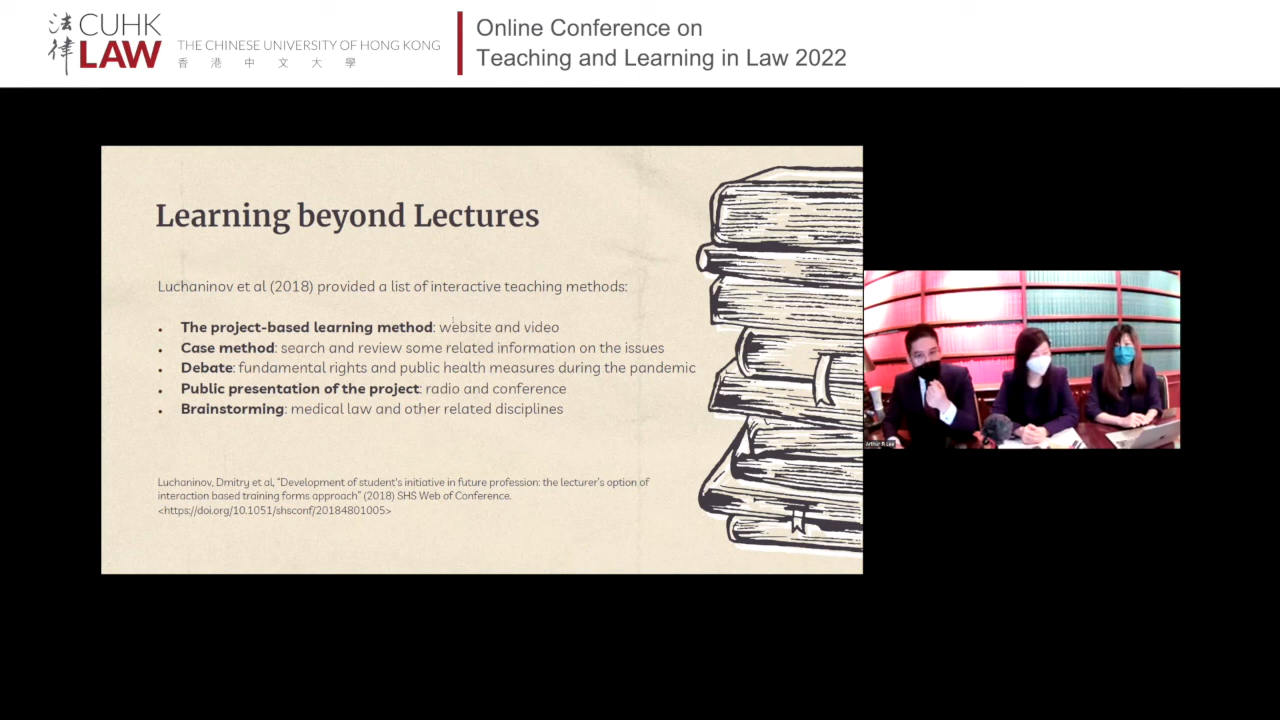 法律
CUHK
LAW
THE CHINESE UNIVERSITY OF HONG KONG
香港中文大學
Online Conference on
Teaching and Learning in Law 2022
Learning beyond Lectures
Luchaninov et al (2018) provided a list of interactive teaching methods:
• The project-based learning method: website and video
• Case method: search and review some related information on the issues
• Debate: fundamental rights and public health measures during the pandemic
• Public presentation of the project: radio and conference
• Brainstorming: medical law and other related disciplines
Luchaninov, Dmitry et al, “Development of student's initiative in future profession: the lecturer's option of
interaction based training forms approach” (2018) SHS Web of Conference.
<https://doi.org/10.1051/shsconf/20184801005>
Arthur R Lee